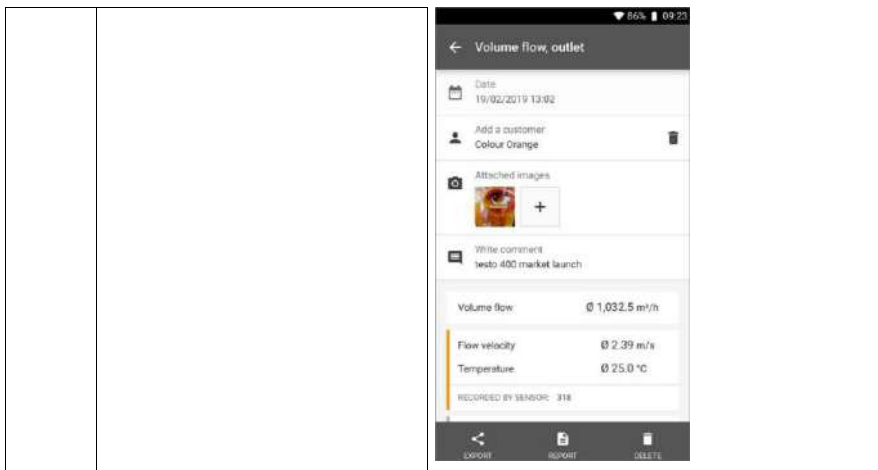 86% 09:23
← Volume flow, outlet
Date
19/02/2019 13:02
Add a customer
Colour Orange
Attached images
+
Write comment
testo 400 market launch
Volume flow Ø 1,032.5 m³/h
Flow velocity Ø 2.39 m/s
Temperature Ø 25.0 °C
RECORDED BY SENSOR: 318
EXPORT REPORT DELETE